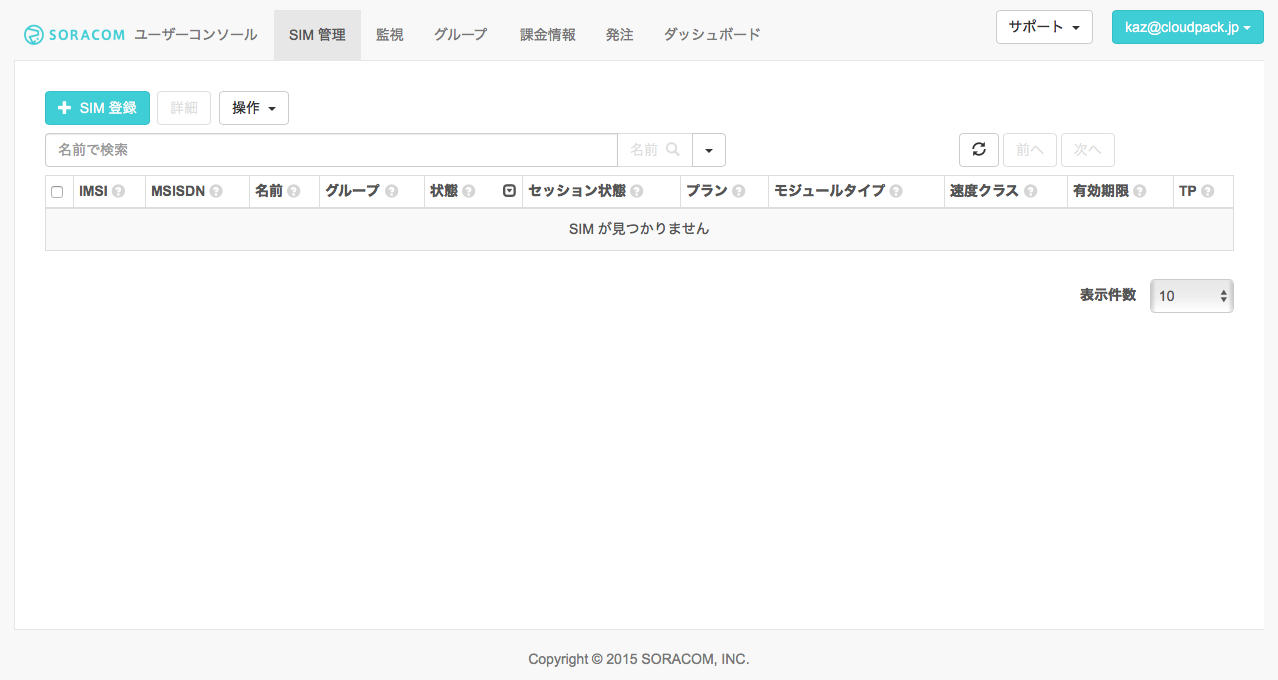 SORACOM ユーザーコンソール SIM 管理 監視 グループ 課金情報 発注 ダッシュボード サポート kaz@cloudpack.jp
SIM 登録 詳細 操作
名前で検索 名前 前へ 次へ
IMSI MSISDN 名前 グループ 状態 セッション状態 プラン モジュールタイプ 速度クラス 有効期限 TP
SIM が見つかりません
表示件数 10
Copyright © 2015 SORACOM, INC.